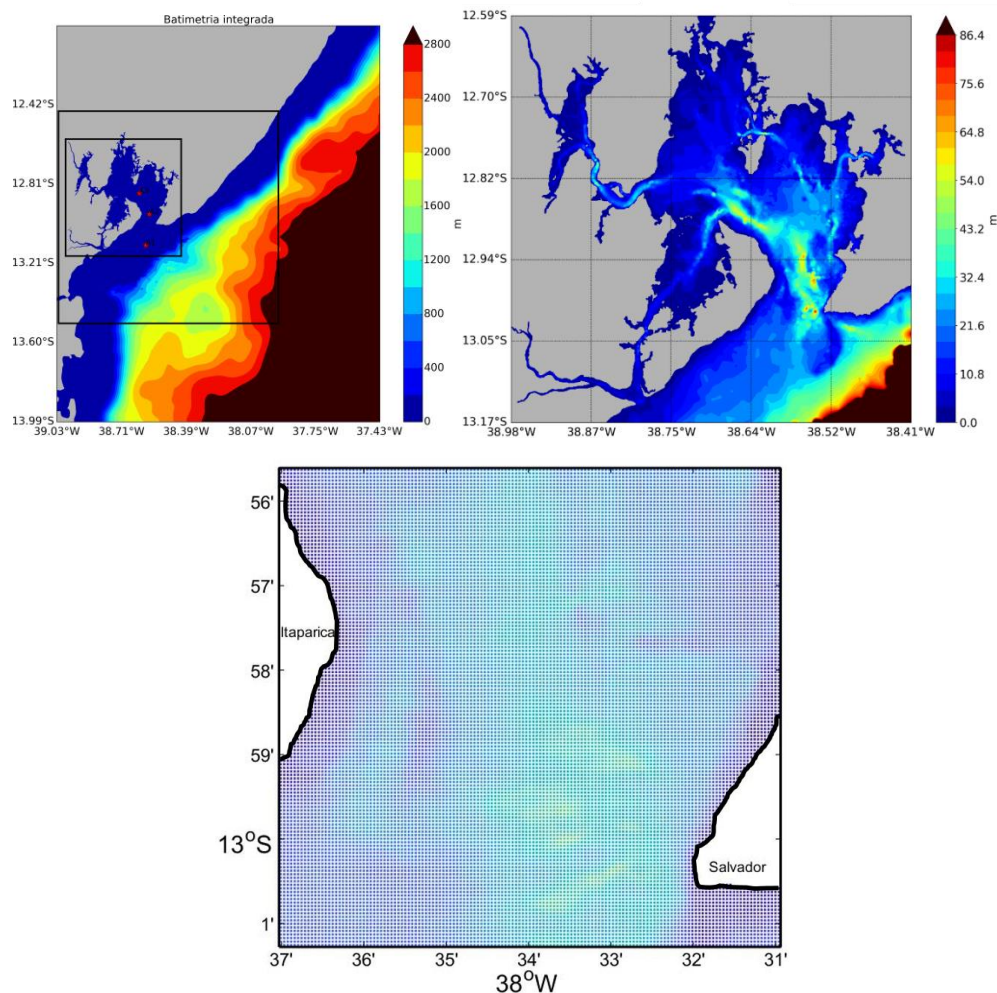 Batimetria integrada
12.42°S
12.81°S
13.21°S
13.60°S
13.99°S
39.03°W 38.71°W 38.39°W 38.07°W 37.75°W 37.43°W
2800
2400
2000
1600
1200
800
400
0
m
12.59°S
12.70°S
12.82°S
12.94°S
13.05°S
13.17°S
38.98°W 38.87°W 38.75°W 38.64°W 38.52°W 38.41°W
86.4
75.6
64.8
54.0
43.2
32.4
21.6
10.8
0.0
m
56'
57'
Itaparica
58'
59'
13°S
Salvador
1'
37' 36' 35' 34' 33' 32' 31'
38°W